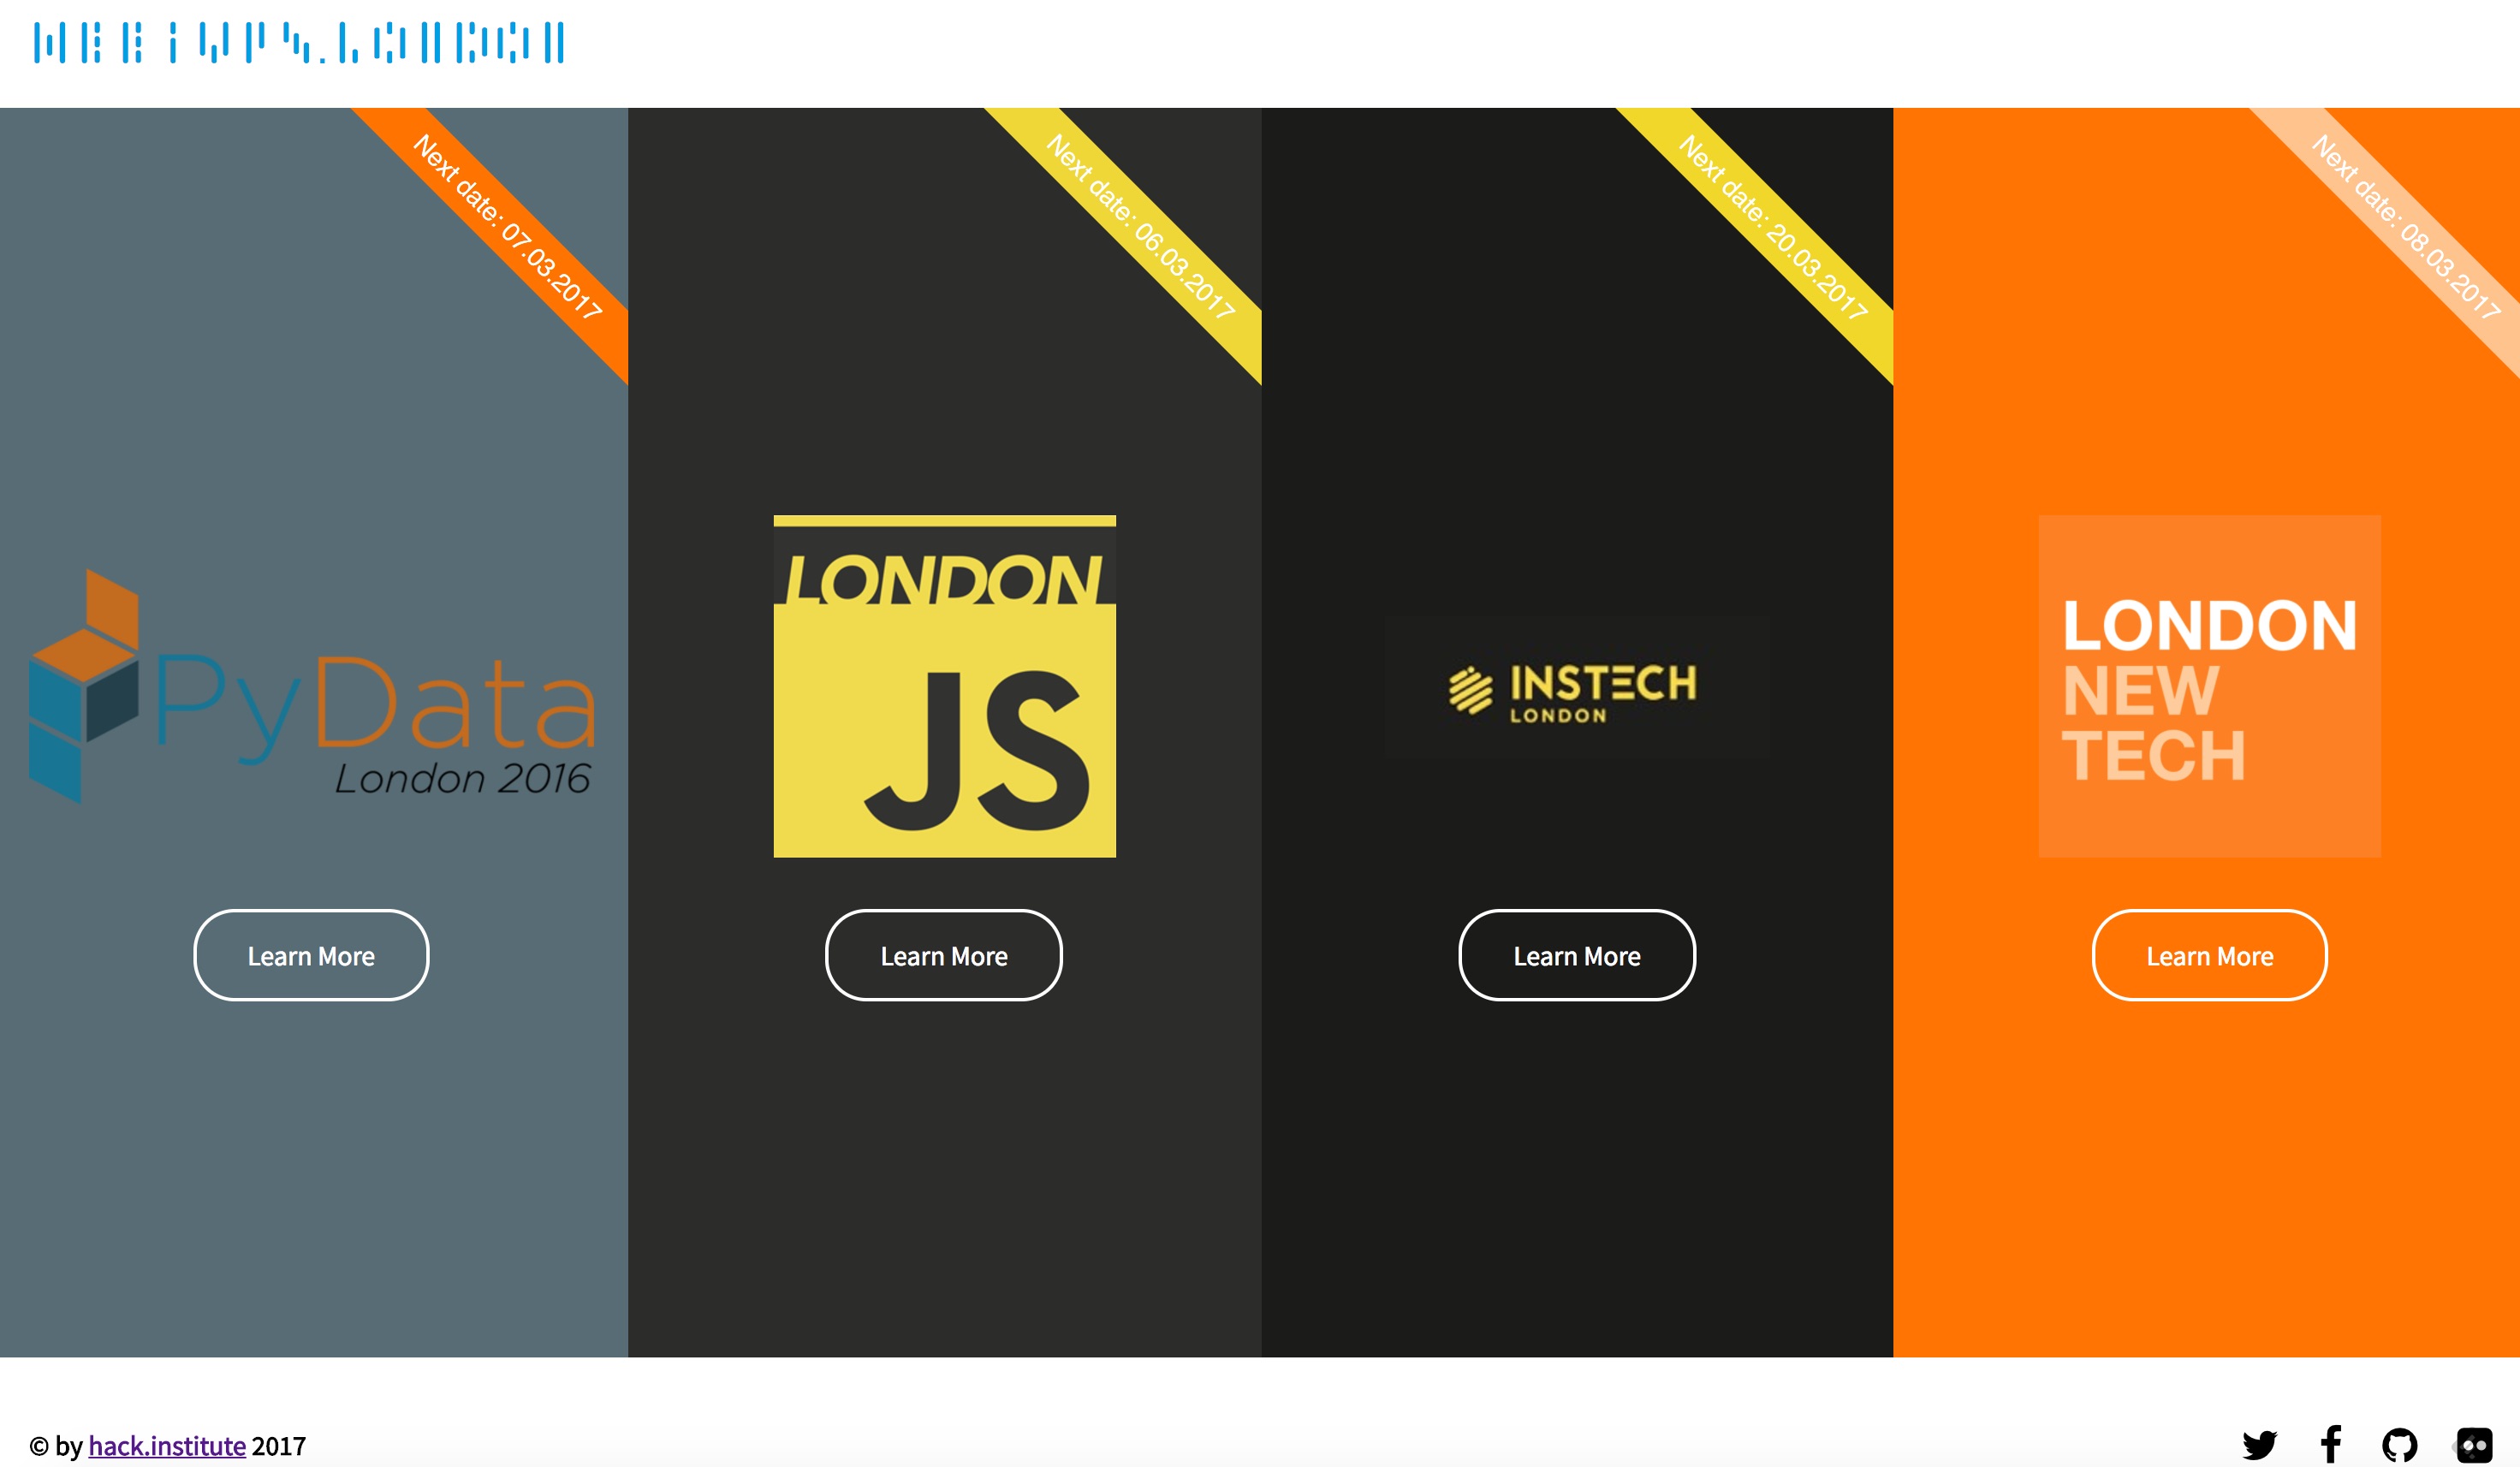 MEETUPS.LONDON
Next date: 07.03.2017
PyData
London 2016
Learn More
Next date: 06.03.2017
LONDON
JS
Learn More
Next date: 20.03.2017
INSTECH
LONDON
Learn More
Next date: 08.03.2017
LONDON
NEW
TECH
Learn More
© by hack.institute 2017